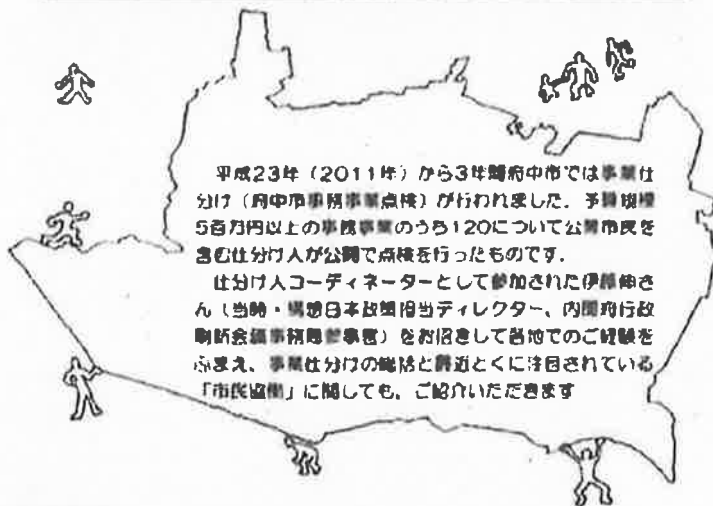 平成23年（2011年）から3年間府中市では事業仕
分け（府中市事務事業点検）が行われました．予算規模
5百万円以上の事務事業のうち120について公募市民を
含む仕分け人が公開で点検を行ったものです．
仕分け人コーディネーターとして参加された伊藤伸さ
ん（当時・構想日本政策担当ディレクター、内閣府行政
刷新会議事務局参事官）をお招きして各地でのご経験を
ふまえ、事業仕分けの総括と最近とくに注目されている
「市民協働」に関しても、ご紹介いただきます